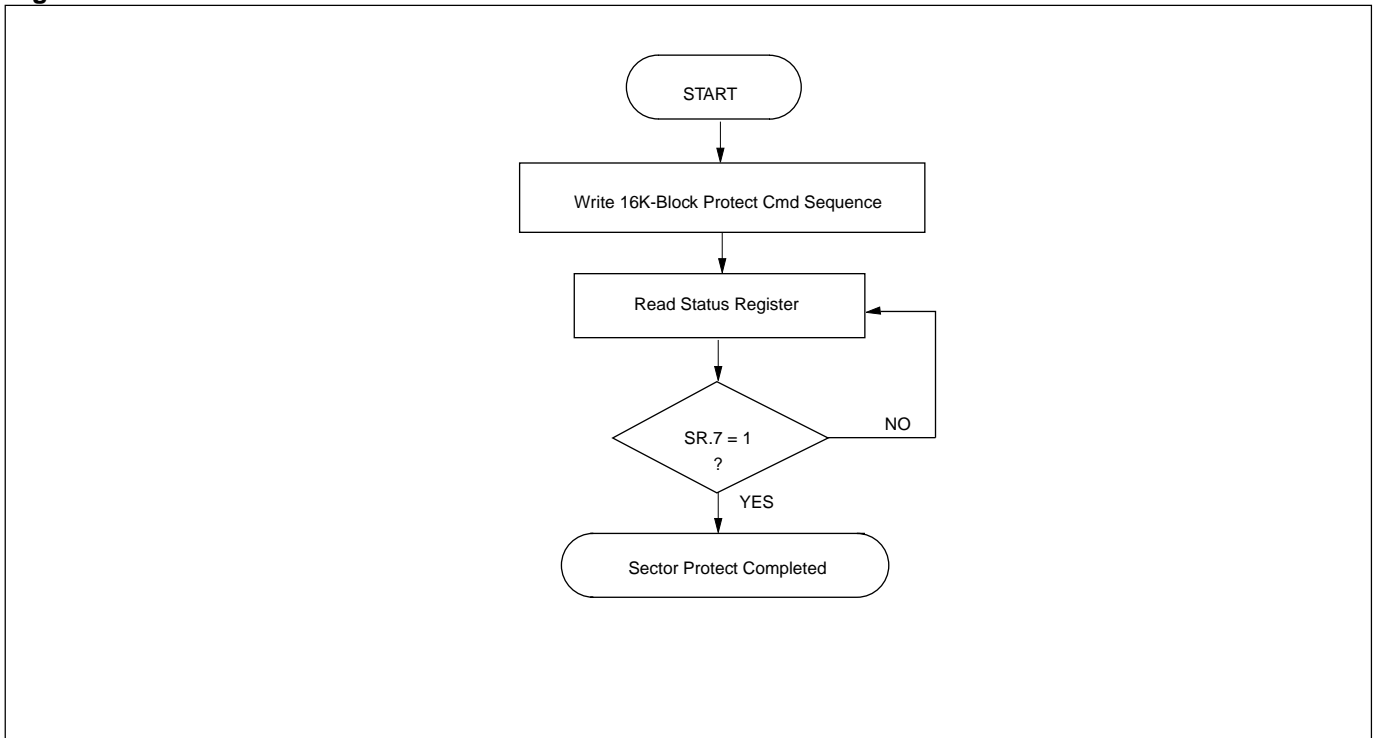 START
Write 16K-Block Protect Cmd Sequence
Read Status Register
SR.7 = 1
?
NO
YES
Sector Protect Completed